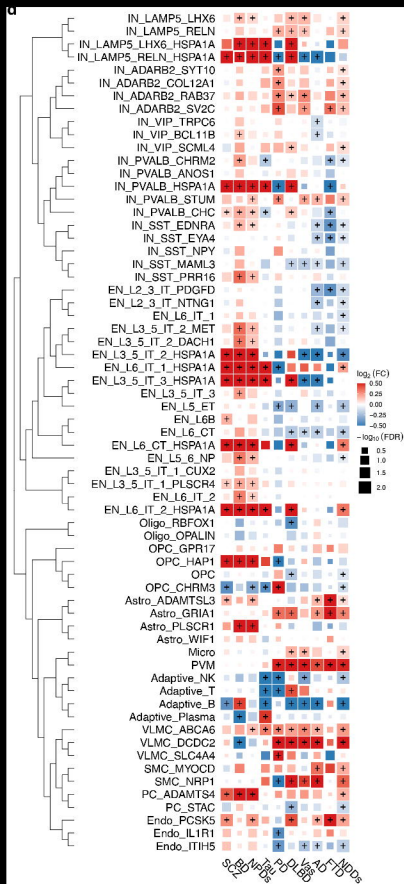 d
IN_LAMP5_LHX6
IN_LAMP5_RELN
IN_LAMP5_LHX6_HSPA1A
IN_LAMP5_RELN_HSPA1A
IN_ADARB2_SYT10
IN_ADARB2_COL12A1
IN_ADARB2_RAB37
IN_ADARB2_SV2C
IN_VIP_TRPC6
IN_VIP_BCL11B
IN_VIP_SCML4
IN_PVALB_CHRM2
IN_PVALB_ANOS1
IN_PVALB_HSPA1A
IN_PVALB_STUM
IN_PVALB_CHC
IN_SST_EDNRA
IN_SST_EYA4
IN_SST_NPY
IN_SST_MAML3
IN_SST_PRR16
EN_L2_3_IT_PDGFD
EN_L2_3_IT_NTNG1
EN_L6_IT_1
EN_L3_5_IT_2_MET
EN_L3_5_IT_2_DACH1
EN_L3_5_IT_2_HSPA1A
EN_L6_IT_1_HSPA1A
EN_L3_5_IT_3_HSPA1A
EN_L3_5_IT_3
EN_L5_ET
EN_L6B
EN_L6_CT
EN_L6_CT_HSPA1A
EN_L5_6_NP
EN_L3_5_IT_1_CUX2
EN_L3_5_IT_1_PLSCR4
EN_L6_IT_2
EN_L6_IT_2_HSPA1A
Oligo_RBFOX1
Oligo_OPALIN
OPC_GPR17
OPC_HAP1
OPC
OPC_CHRM3
Astro_ADAMTSL3
Astro_GRIA1
Astro_PLSCR1
Astro_WIF1
Micro
PVM
Adaptive_NK
Adaptive_T
Adaptive_B
Adaptive_Plasma
VLMC_ABCA6
VLMC_DCDC2
VLMC_SLC4A4
SMC_MYOCD
SMC_NRP1
PC_ADAMTS4
PC_STAC
Endo_PCSK5
Endo_IL1R1
Endo_ITIH5
SCZ
BD
NPDs
Tau
PD
DLBD
Vas
AD
FTD
NDDs
log2 (FC)
0.50
0.25
0.00
−0.25
−0.50
−log10 (FDR)
0.5
1.0
1.5
2.0